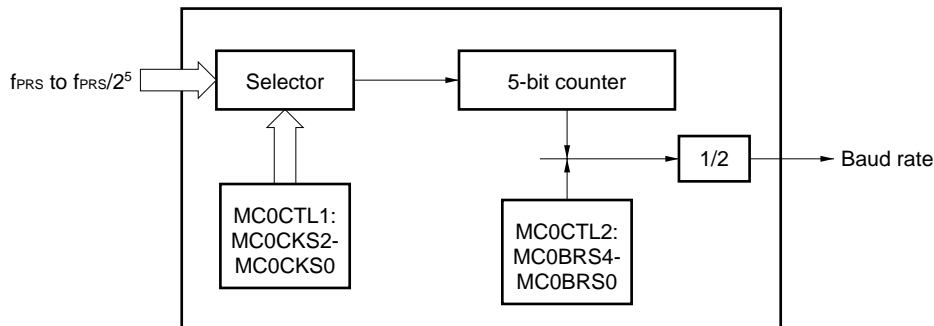 fPRS to fPRS/2⁵
Selector
5-bit counter
1/2
Baud rate
MC0CTL1:
MC0CKS2-
MC0CKS0
MC0CTL2:
MC0BRS4-
MC0BRS0